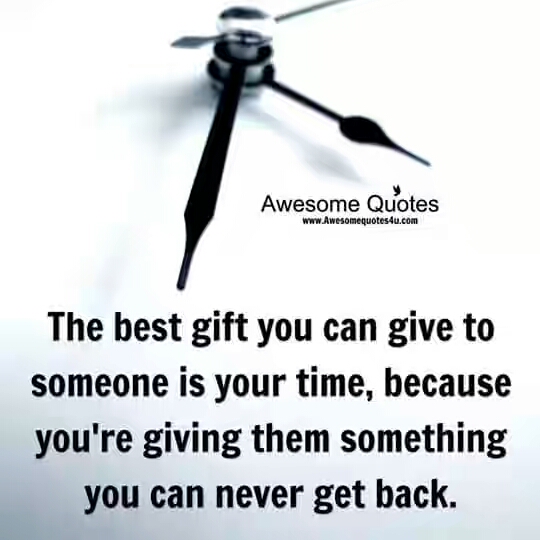 Awesome Quotes
www.Awesomequotes4u.com
The best gift you can give to
someone is your time, because
you're giving them something
you can never get back.